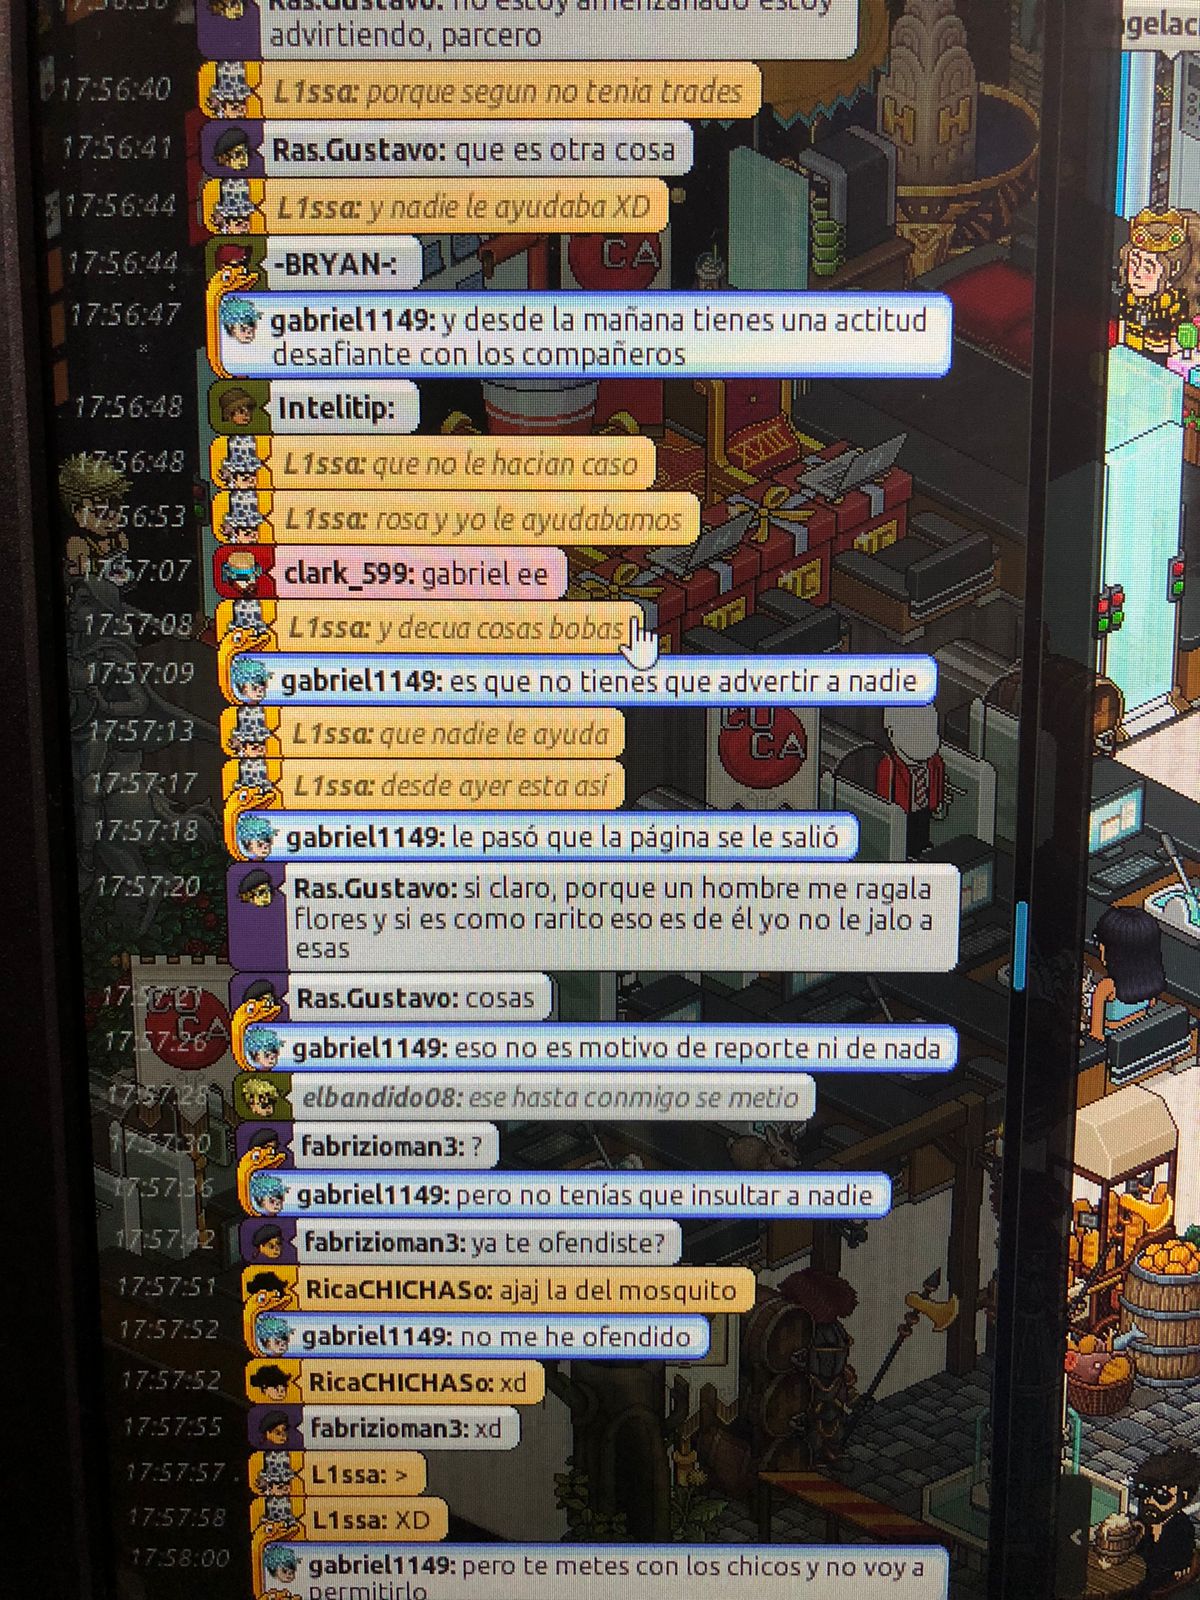 Ras.Gustavo: no estoy amenzanado estoy
advirtiendo, parcero
17:56:40 L1ssa: porque segun no tenia trades
17:56:41 Ras.Gustavo: que es otra cosa
17:56:44 L1ssa: y nadie le ayudaba XD
17:56:44 -BRYAN-:
17:56:47 gabriel1149: y desde la mañana tienes una actitud
desafiante con los compañeros
17:56:48 Intelitip:
17:56:48 L1ssa: que no le hacian caso
17:56:53 L1ssa: rosa y yo le ayudabamos
17:57:07 clark_599: gabriel ee
17:57:08 L1ssa: y decua cosas bobas
17:57:09 gabriel1149: es que no tienes que advertir a nadie
17:57:13 L1ssa: que nadie le ayuda
17:57:17 L1ssa: desde ayer esta así
17:57:18 gabriel1149: le pasó que la página se le salió
17:57:20 Ras.Gustavo: si claro, porque un hombre me ragala
flores y si es como rarito eso es de él yo no le jalo a
esas
17:57:21 Ras.Gustavo: cosas
17:57:26 gabriel1149: eso no es motivo de reporte ni de nada
17:57:28 elbandido08: ese hasta conmigo se metio
17:57:30 fabrizioman3: ?
17:57:36 gabriel1149: pero no tenías que insultar a nadie
17:57:42 fabrizioman3: ya te ofendiste?
17:57:51 RicaCHICHASo: ajaj la del mosquito
17:57:52 gabriel1149: no me he ofendido
17:57:52 RicaCHICHASo: xd
17:57:55 fabrizioman3: xd
17:57:57 L1ssa: >
17:57:58 L1ssa: XD
17:58:00 gabriel1149: pero te metes con los chicos y no voy a
permitirlo
CUCA
CUCA
XXIII
H H